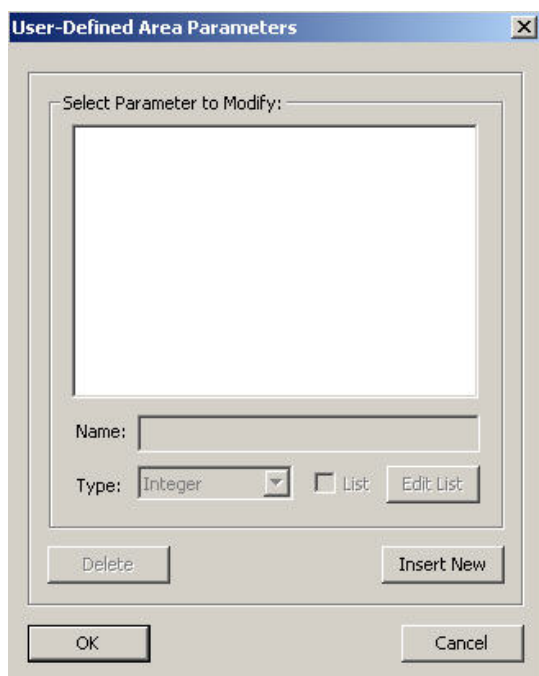 User-Defined Area Parameters
Select Parameter to Modify:
Name:
Type: Integer List Edit List
Delete Insert New
OK Cancel